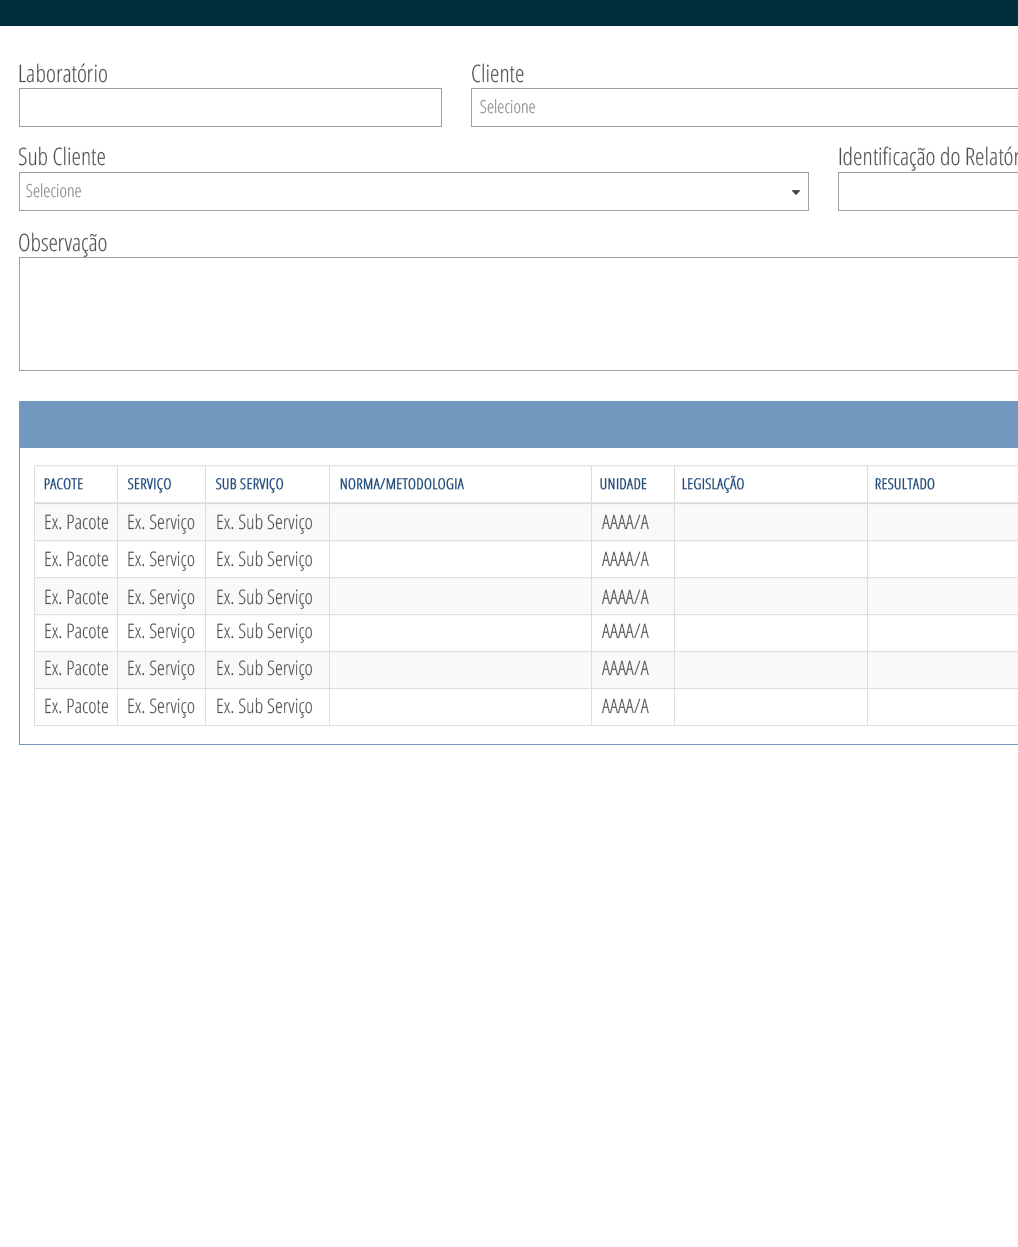 Laboratório Cliente
Selecione
Sub Cliente Identificação do
Selecione
Observação
PACOTE SERVIÇO SUB SERVIÇO NORMA/METODOLOGIA UNIDADE LEGISLAÇÃO RESULTADO
Ex. Pacote Ex. Serviço Ex. Sub Serviço AAAA/A
Ex. Pacote Ex. Serviço Ex. Sub Serviço AAAA/A
Ex. Pacote Ex. Serviço Ex. Sub Serviço AAAA/A
Ex. Pacote Ex. Serviço Ex. Sub Serviço AAAA/A
Ex. Pacote Ex. Serviço Ex. Sub Serviço AAAA/A
Ex. Pacote Ex. Serviço Ex. Sub Serviço AAAA/A